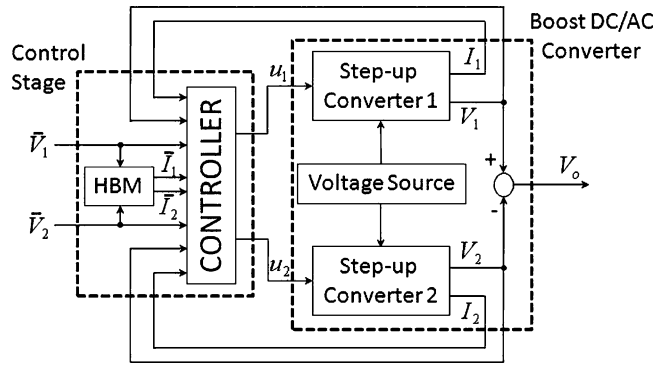 Boost DC/AC
Converter
Control
Stage
CONTROLLER
HBM
V̄₁
V̄₂
Ī₁
Ī₂
u₁
u₂
Step-up
Converter 1
I₁
V₁
Voltage Source
+
-
Vₒ
Step-up
Converter 2
V₂
I₂